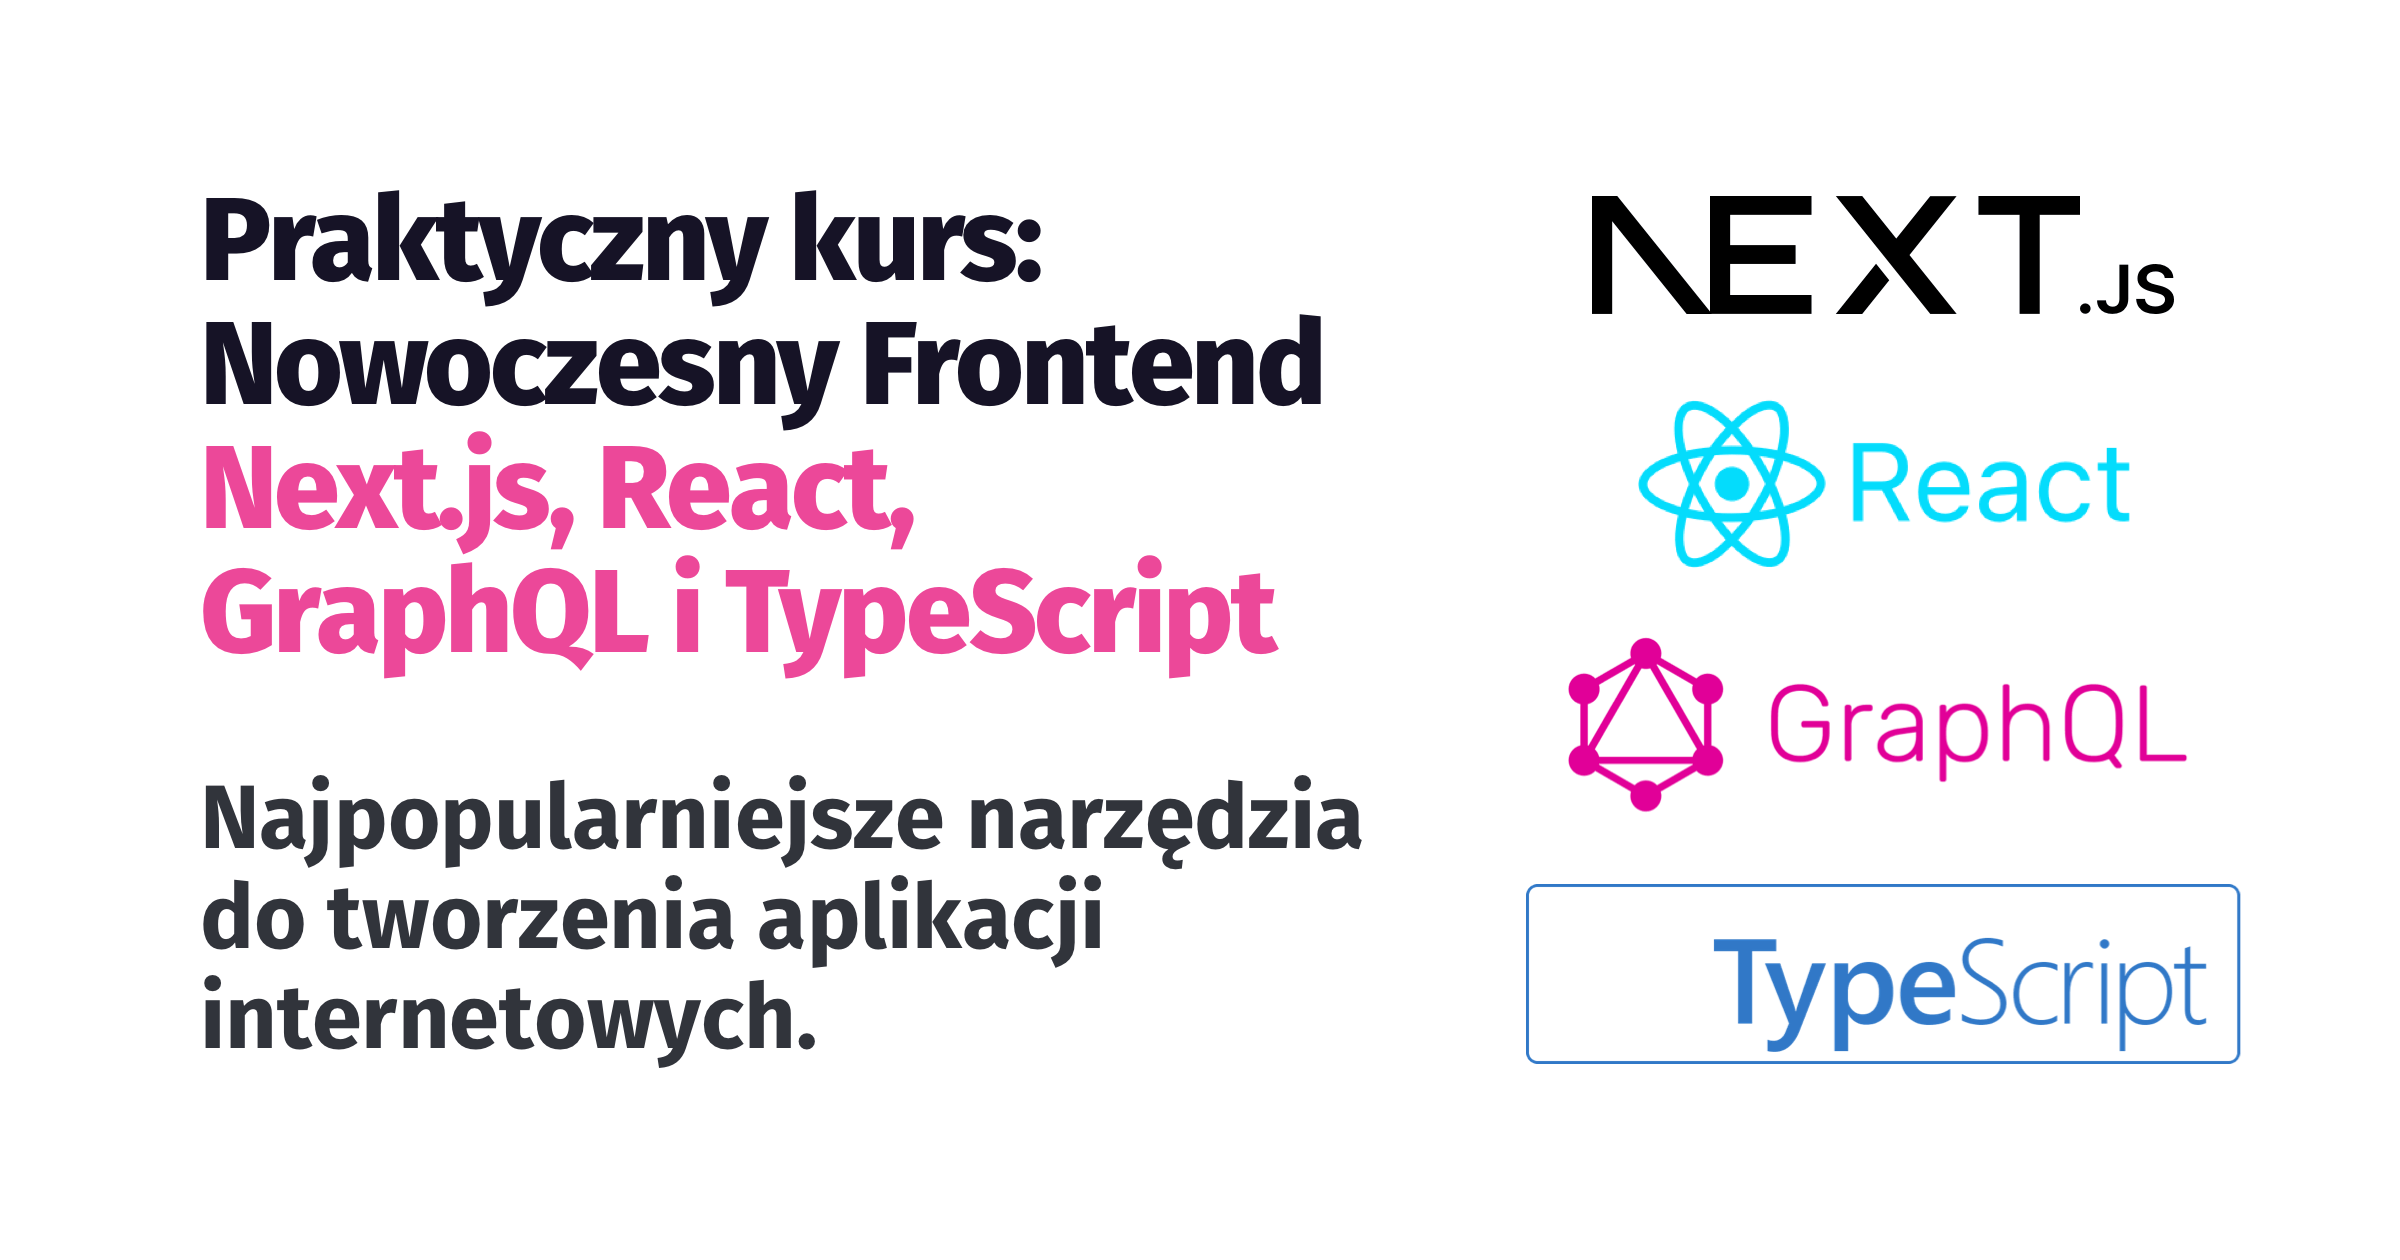 Praktyczny kurs:
Nowoczesny Frontend
Next.js, React,
GraphQL i TypeScript
Najpopularniejsze narzędzia
do tworzenia aplikacji
internetowych.
NEXT.JS
React
GraphQL
TypeScript